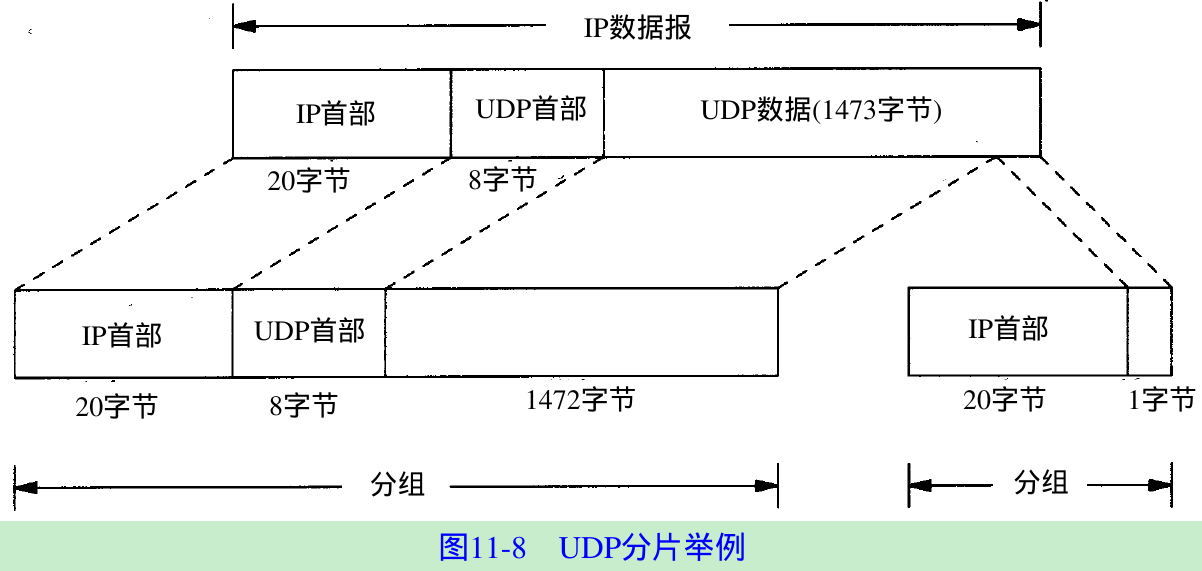 IP数据报
IP首部 UDP首部 UDP数据(1473字节)
20字节 8字节
IP首部 UDP首部 IP首部
20字节 8字节 1472字节 20字节 1字节
分组 分组
图11-8 UDP分片举例